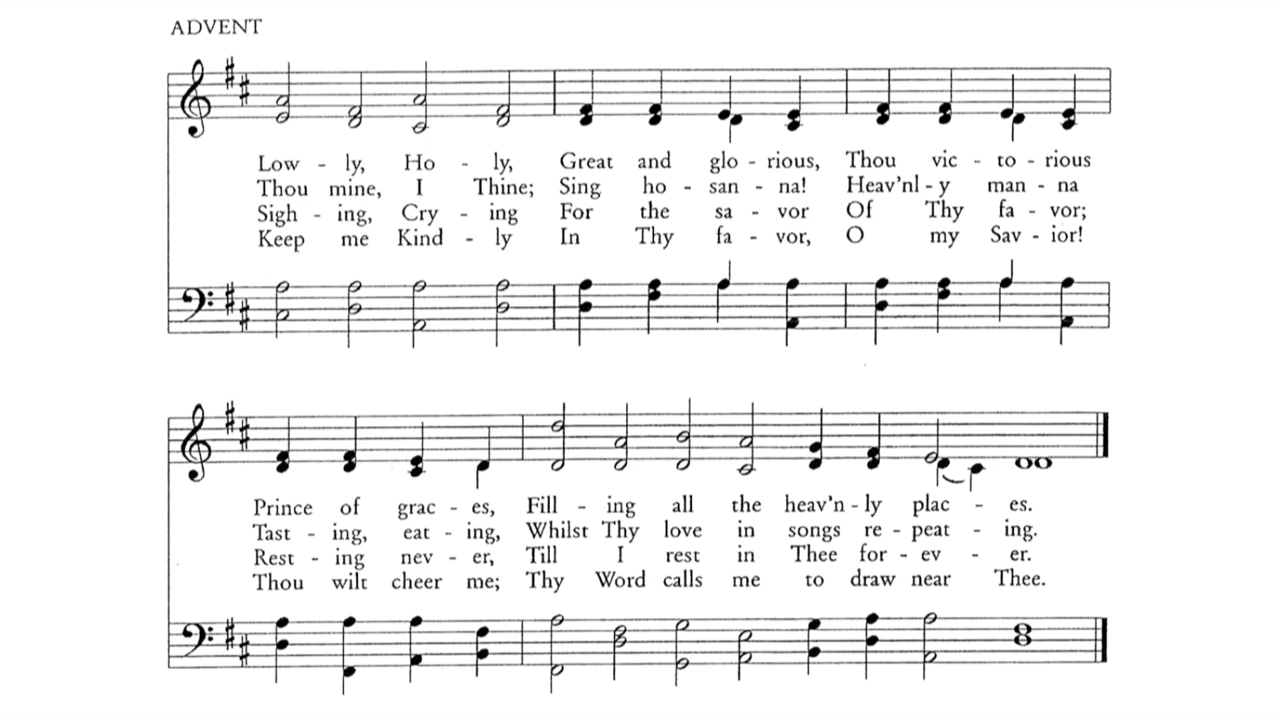 ADVENT
Low - ly, Ho - ly, Great and glo - rious, Thou vic - to - rious
Thou mine, I Thine; Sing ho - san - na! Heav'nl - y man - na
Sigh - ing, Cry - ing For the sa - vor Of Thy fa - vor;
Keep me Kind - ly In Thy fa - vor, O my Sav - ior!
Prince of grac - es, Fill - ing all the heav'n - ly plac - es.
Tast - ing, eat - ing, Whilst Thy love in songs re - peat - ing.
Rest - ing nev - er, Till I rest in Thee for - ev - er.
Thou wilt cheer me; Thy Word calls me to draw near Thee.